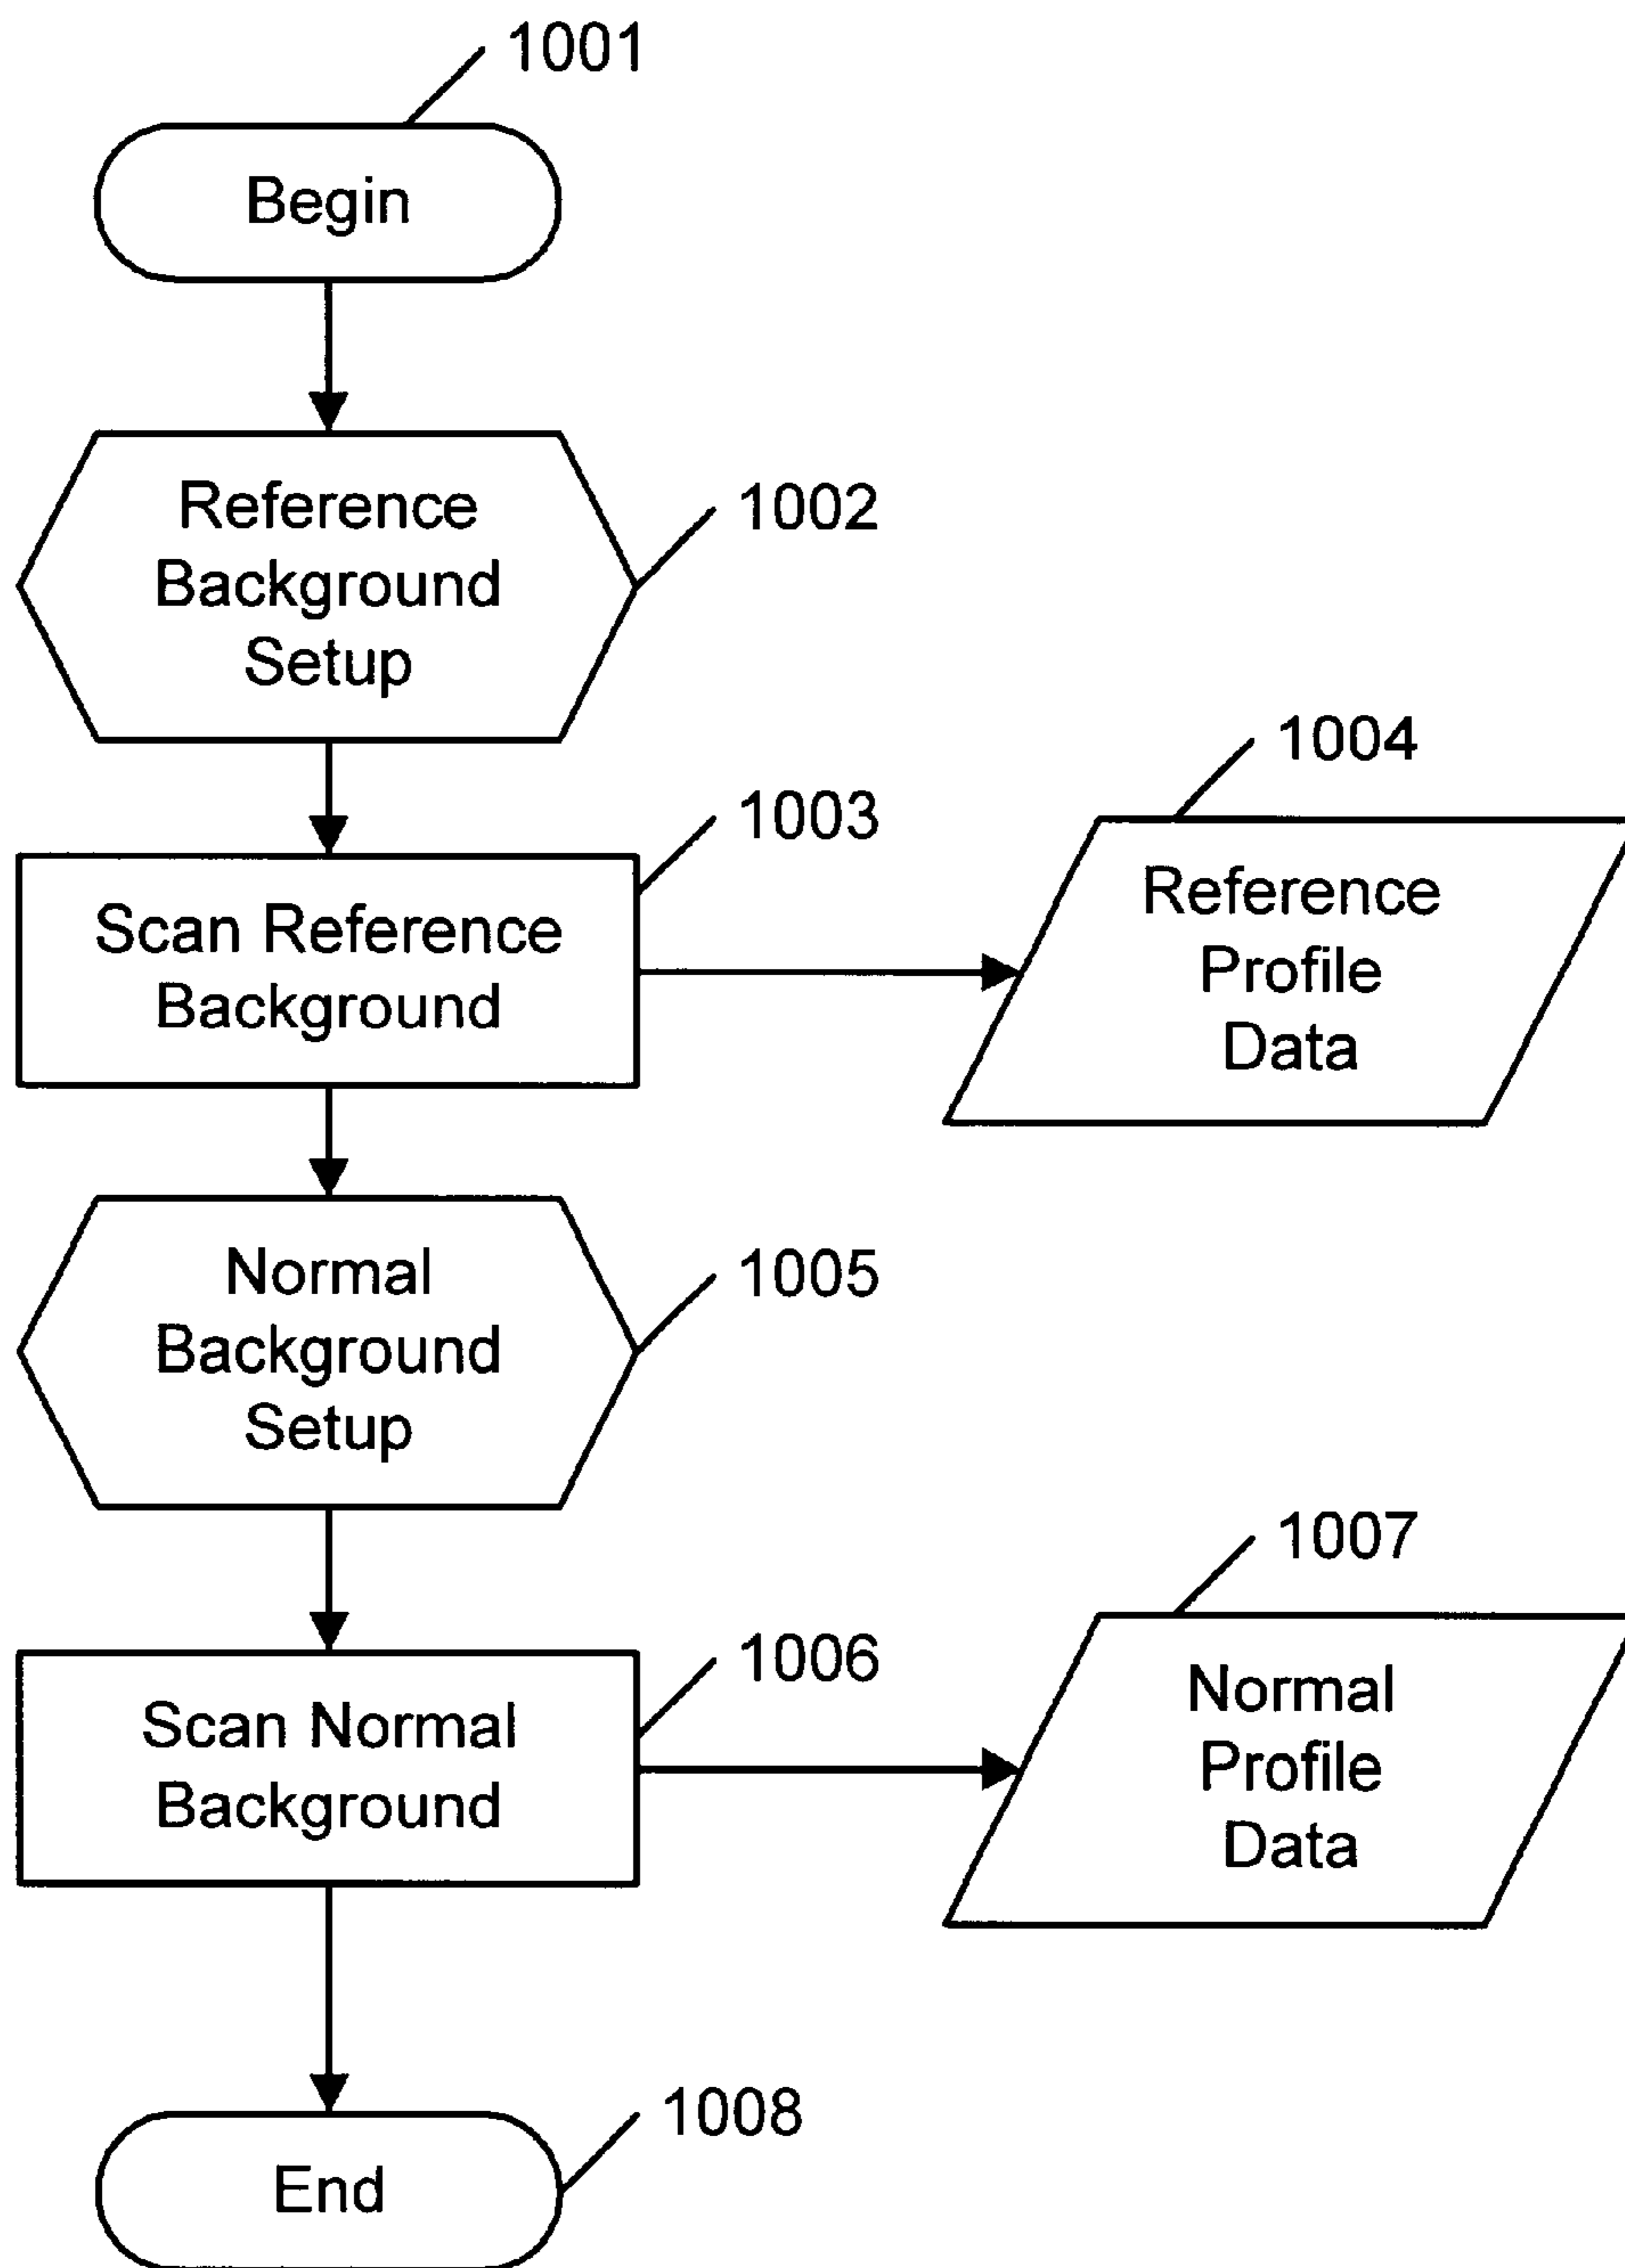 1001
Begin
Reference
Background
Setup
1002
1003
Scan Reference
Background
1004
Reference
Profile
Data
Normal
Background
Setup
1005
1006
Scan Normal
Background
1007
Normal
Profile
Data
1008
End